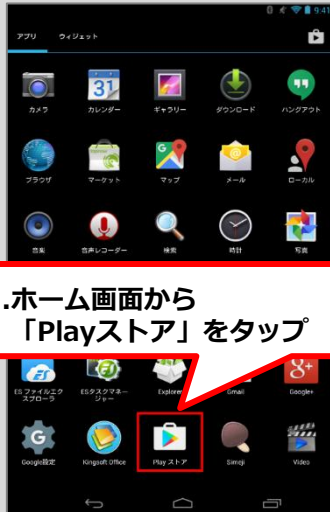 9:41
アプリ ウィジェット
カメラ カレンダー ギャラリー ダウンロード ハングアウト
ブラウザ マーケット マップ メール ローカル
音楽 音声レコーダー 検索 時計 写真
.ホーム画面から
「Playストア」をタップ
ESファイルエク ESタスクマネー Explorer Gmail Google+
スプローラ ジャー
Google設定 Kingsoft Office Play ストア Simeji Video